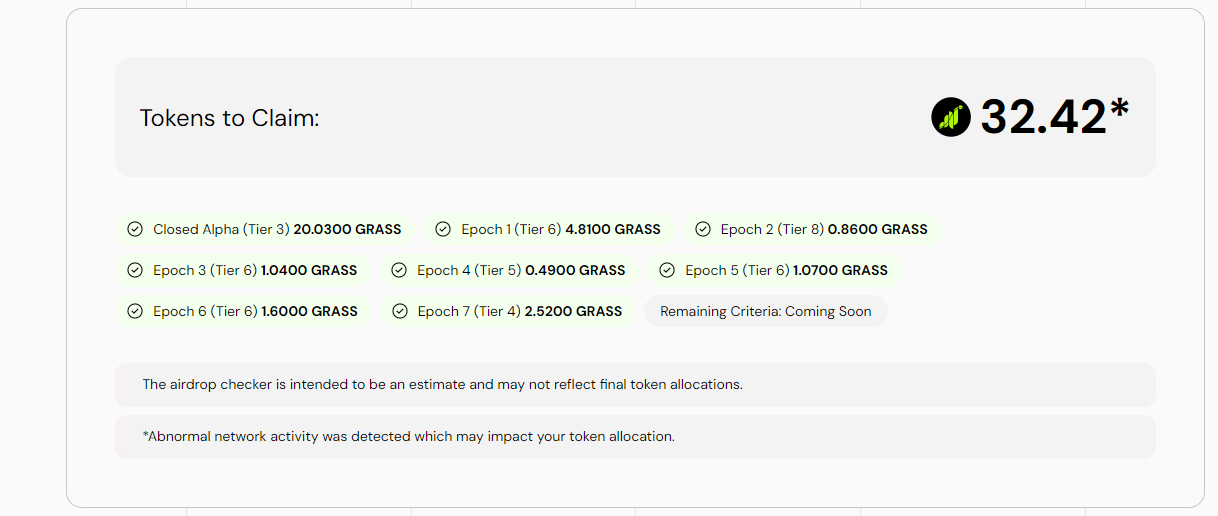 Tokens to Claim: 32.42*
Closed Alpha (Tier 3) 20.0300 GRASS Epoch 1 (Tier 6) 4.8100 GRASS Epoch 2 (Tier 8) 0.8600 GRASS
Epoch 3 (Tier 6) 1.0400 GRASS Epoch 4 (Tier 5) 0.4900 GRASS Epoch 5 (Tier 6) 1.0700 GRASS
Epoch 6 (Tier 6) 1.6000 GRASS Epoch 7 (Tier 4) 2.5200 GRASS Remaining Criteria: Coming Soon
The airdrop checker is intended to be an estimate and may not reflect final token allocations.
*Abnormal network activity was detected which may impact your token allocation.